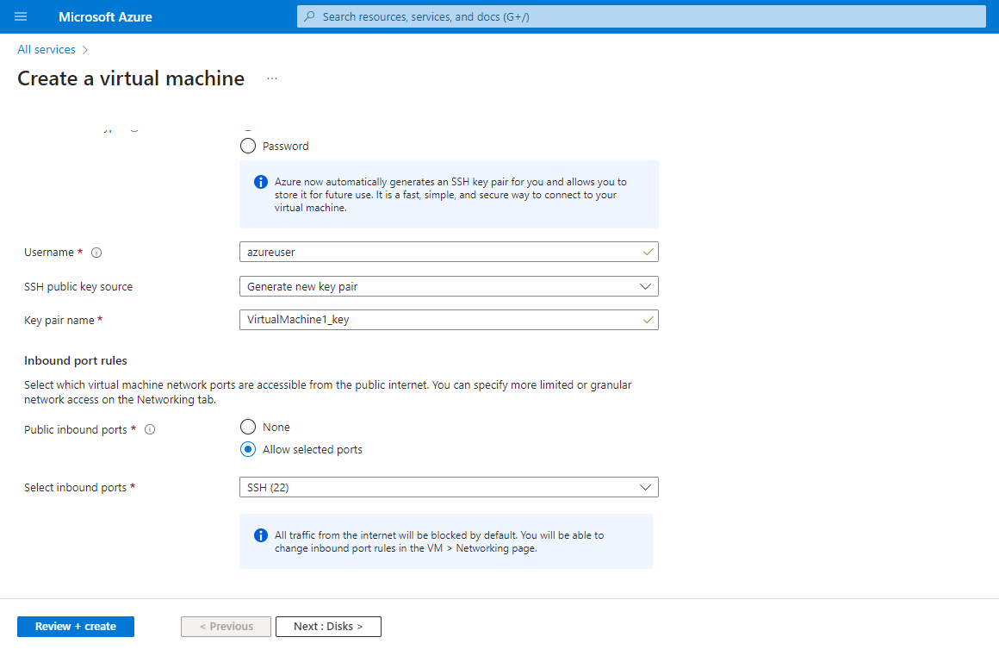 Microsoft Azure
Search resources, services, and docs (G+/)
All services
Create a virtual machine
...
Password
Azure now automatically generates an SSH key pair for you and allows you to
store it for future use. It is a fast, simple, and secure way to connect to your
virtual machine.
Username *
azureuser
SSH public key source
Generate new key pair
Key pair name *
VirtualMachine1_key
Inbound port rules
Select which virtual machine network ports are accessible from the public internet. You can specify more limited or granular
network access on the Networking tab.
Public inbound ports *
None
Allow selected ports
Select inbound ports *
SSH (22)
All traffic from the internet will be blocked by default. You will be able to
change inbound port rules in the VM > Networking page.
Review + create
< Previous
Next : Disks >